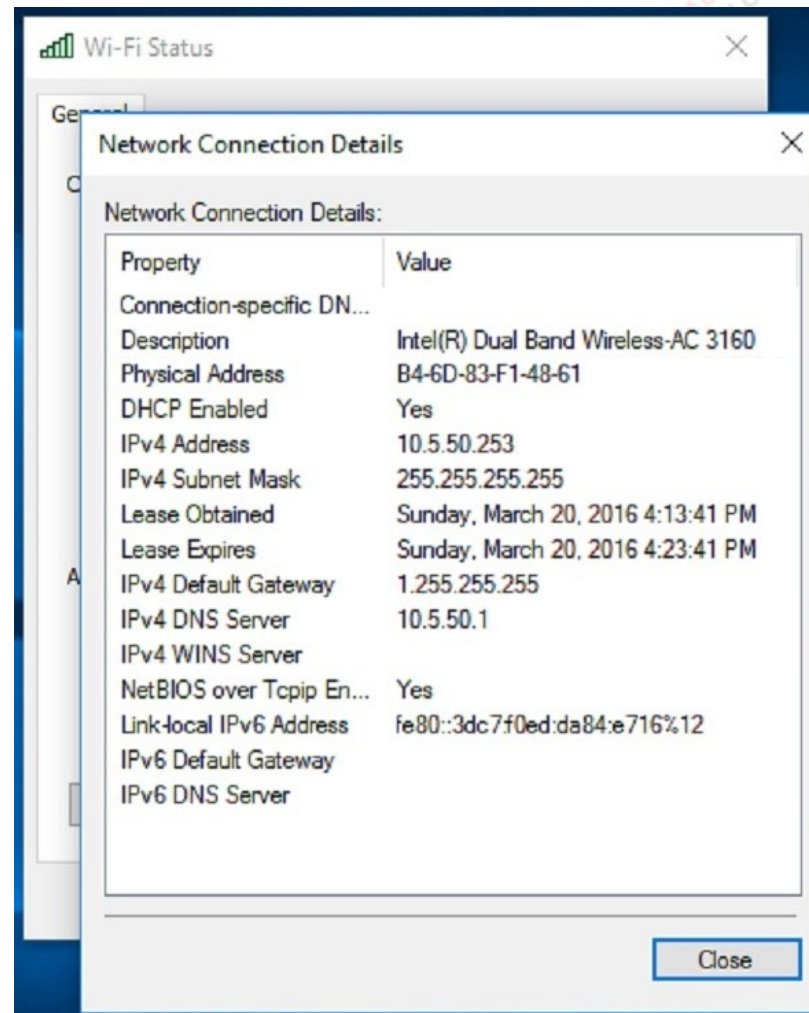 Wi-Fi Status
Network Connection Details
Network Connection Details:
Property Value
Connection-specific DN...
Description Intel(R) Dual Band Wireless-AC 3160
Physical Address B4-6D-83-F1-48-61
DHCP Enabled Yes
IPv4 Address 10.5.50.253
IPv4 Subnet Mask 255.255.255.255
Lease Obtained Sunday, March 20, 2016 4:13:41 PM
Lease Expires Sunday, March 20, 2016 4:23:41 PM
IPv4 Default Gateway 1.255.255.255
IPv4 DNS Server 10.5.50.1
IPv4 WINS Server
NetBIOS over Tcpip En... Yes
Link-local IPv6 Address fe80::3dc7:f0ed:da84:e716%12
IPv6 Default Gateway
IPv6 DNS Server
Close